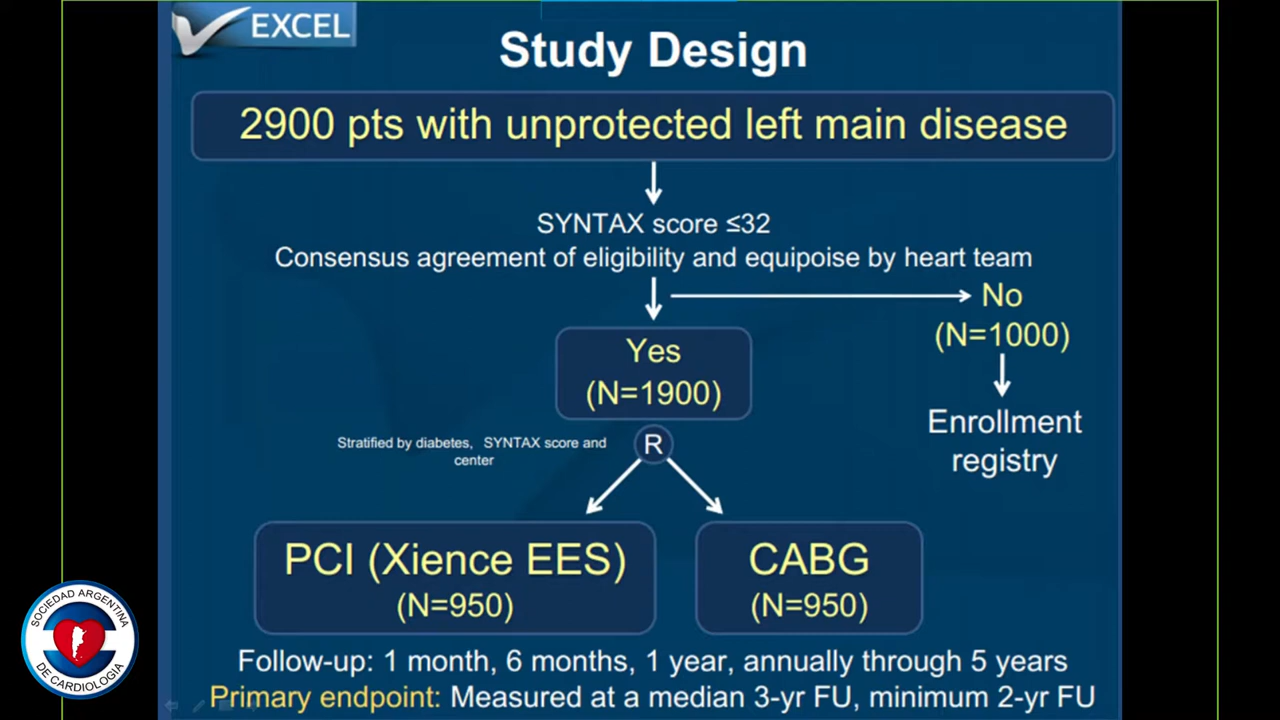 EXCEL
Study Design
2900 pts with unprotected left main disease
SYNTAX score ≤32
Consensus agreement of eligibility and equipoise by heart team
No
(N=1000)
Yes
(N=1900)
Enrollment
registry
Stratified by diabetes, SYNTAX score and
center
R
PCI (Xience EES)
(N=950)
CABG
(N=950)
SOCIEDAD ARGENTINA
DE CARDIOLOGÍA
Follow-up: 1 month, 6 months, 1 year, annually through 5 years
Primary endpoint: Measured at a median 3-yr FU, minimum 2-yr FU